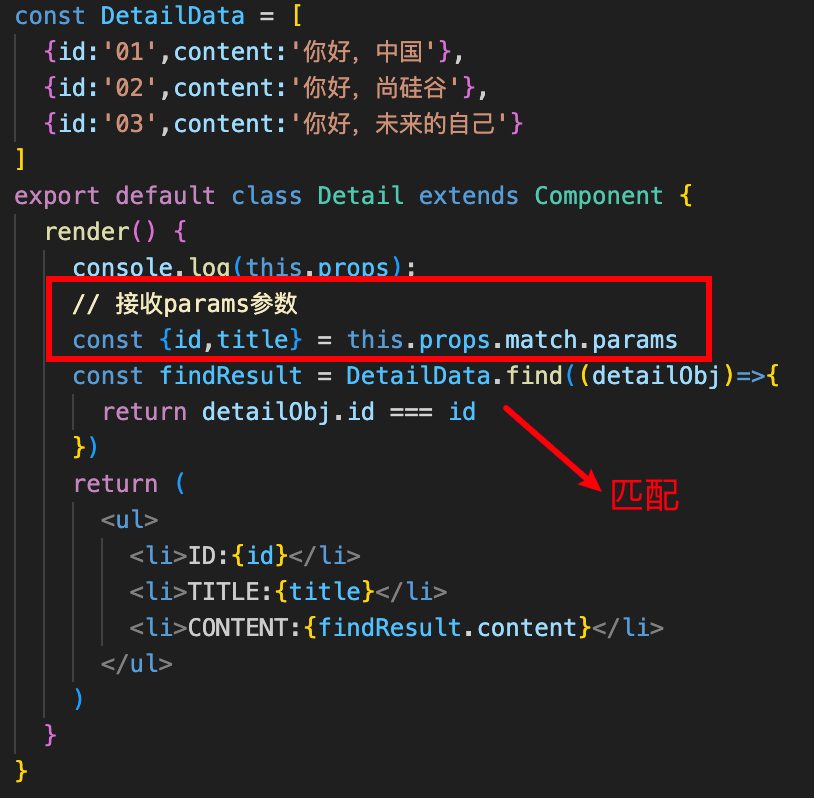 const DetailData = [
  {id:'01',content:'你好，中国'},
  {id:'02',content:'你好，尚硅谷'},
  {id:'03',content:'你好，未来的自己'}
]
export default class Detail extends Component {
  render() {
    console.log(this.props);
    // 接收params参数
    const {id,title} = this.props.match.params
    const findResult = DetailData.find((detailObj)=>{
      return detailObj.id === id
    })
匹配
    return (
      <ul>
        <li>ID:{id}</li>
        <li>TITLE:{title}</li>
        <li>CONTENT:{findResult.content}</li>
      </ul>
    )
  }
}